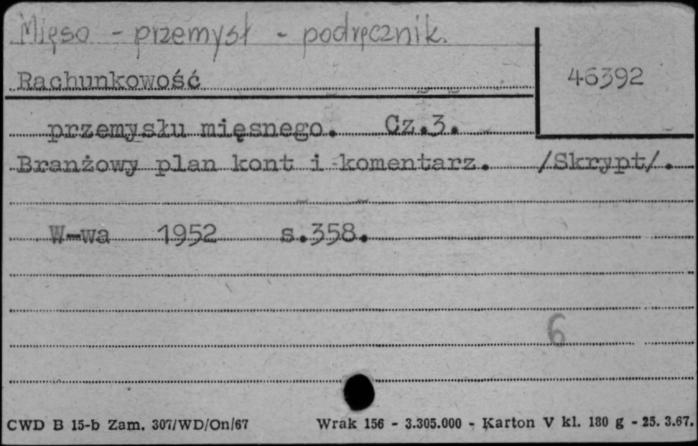 Mięso - przemysł - podręcznik.
Rachunkowość
46392
przemysłu mięsnego. Cz.3.
Branżowy plan kont i komentarz. /Skrypt/.
W-wa 1952 s.358.
6
CWD B 15-b Zam. 307/WD/On/67 Wrak 156 - 3.305.000 - Karton V kl. 180 g - 25. 3.67.